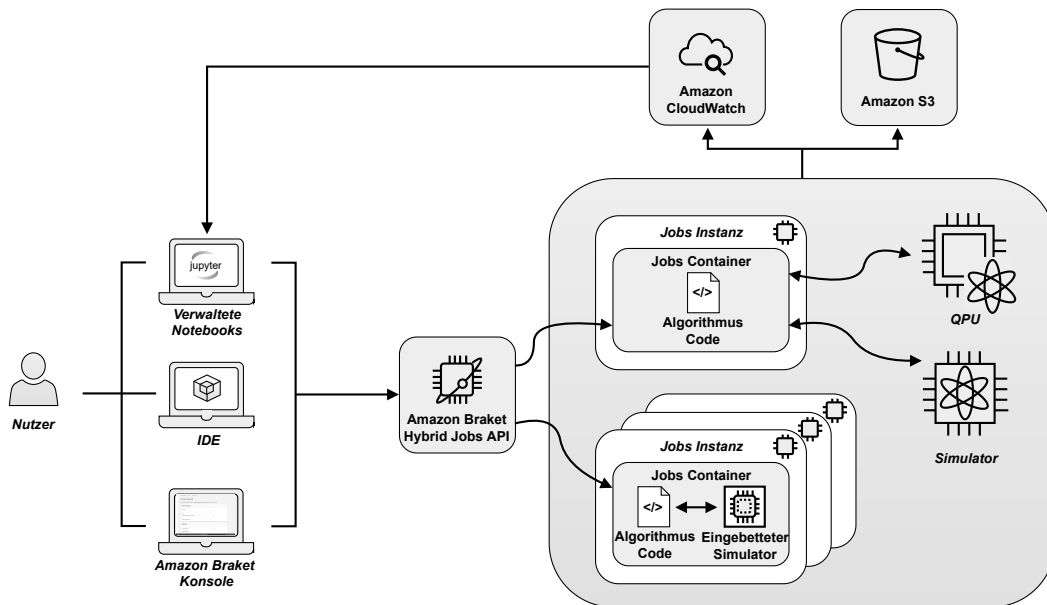 Amazon
CloudWatch
Amazon S3
jupyter
Verwaltete
Notebooks
Nutzer
IDE
Amazon Braket
Konsole
Amazon Braket
Hybrid Jobs API
Jobs Instanz
Jobs Container
</>
Algorithmus
Code
QPU
Simulator
Jobs Instanz
Jobs Container
</>
Algorithmus
Code
Eingebetteter
Simulator